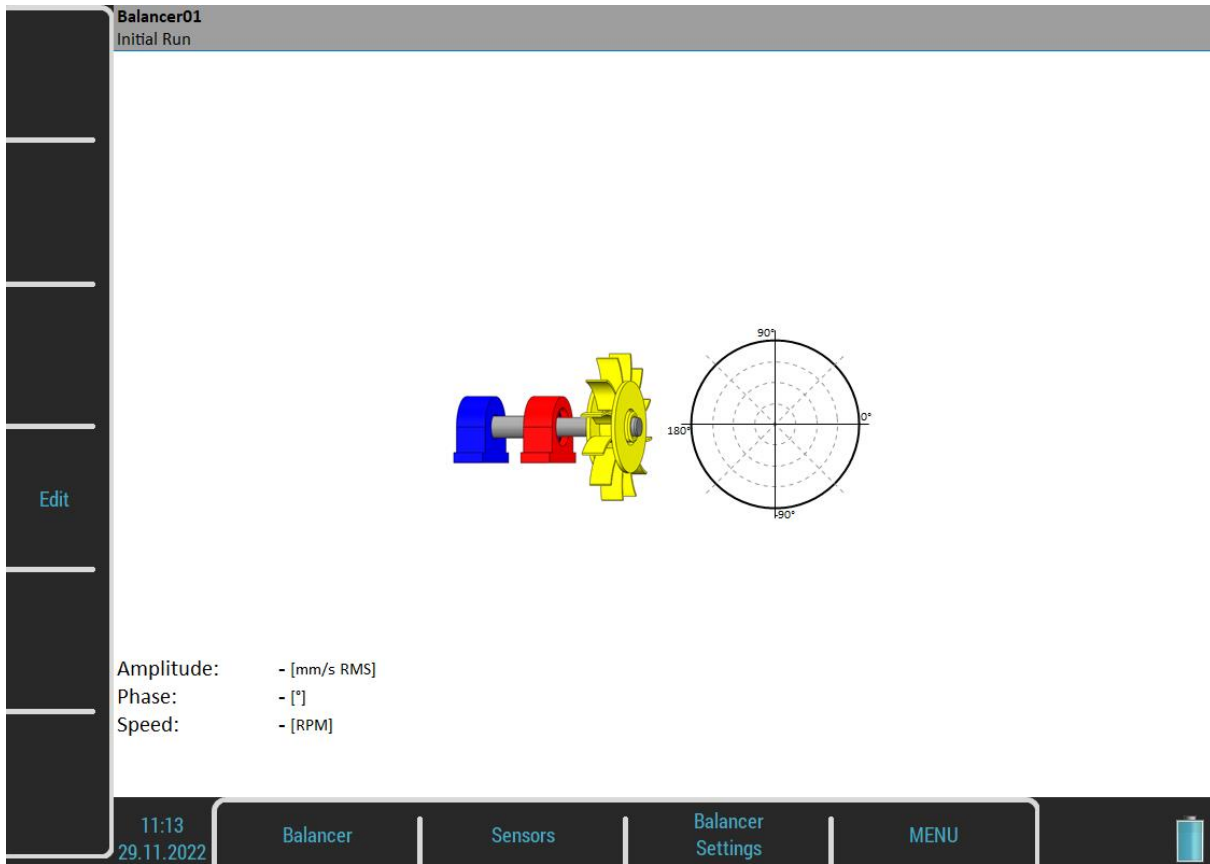 Balancer01
Initial Run
90°
0°
180°
-90°
Edit
Amplitude: - [mm/s RMS]
Phase: - [°]
Speed: - [RPM]
11:13
29.11.2022
Balancer
Sensors
Balancer
Settings
MENU